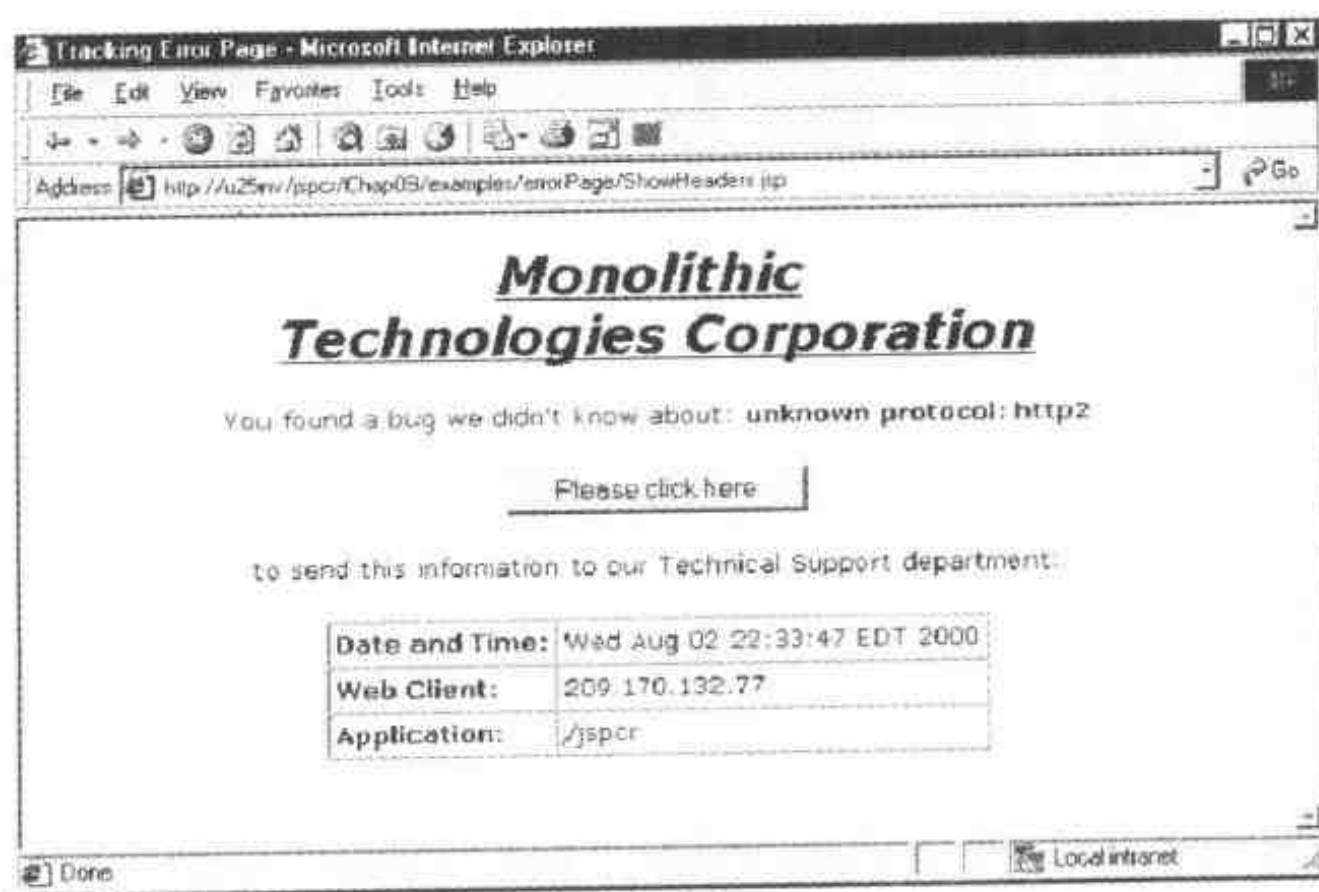 Tracking Error Page - Microsoft Internet Explorer
File Edit View Favorites Tools Help
Address http://u25nv/jspcr/Chap09/examples/errorPage/ShowHeaders.jsp Go
Monolithic
Technologies Corporation
You found a bug we didn't know about: unknown protocol: http2
Please click here
to send this information to our Technical Support department:
Date and Time: Wed Aug 02 22:33:47 EDT 2000
Web Client: 209.170.132.77
Application: /jspcr
Done Local intranet